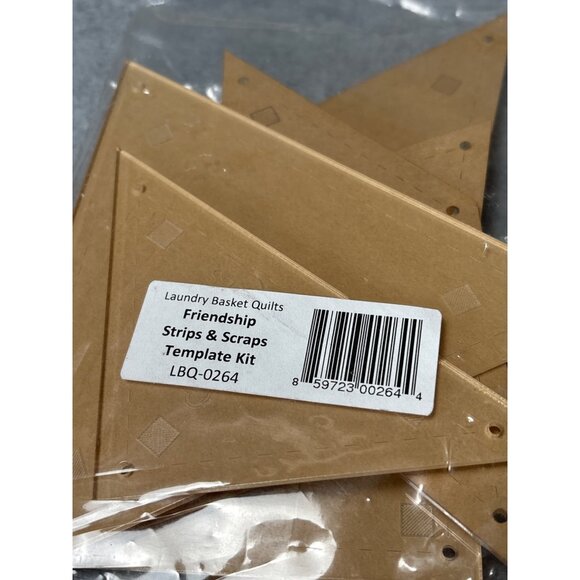 Laundry Basket Quilts
Friendship
Strips & Scraps
Template Kit
LBQ-0264
8 59723 00264 4